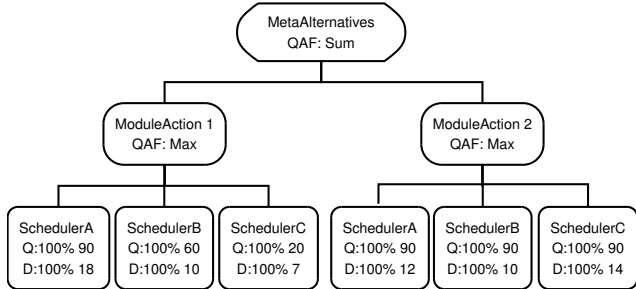 MetaAlternatives
QAF: Sum
ModuleAction 1
QAF: Max
ModuleAction 2
QAF: Max
SchedulerA
Q:100% 90
D:100% 18
SchedulerB
Q:100% 60
D:100% 10
SchedulerC
Q:100% 20
D:100% 7
SchedulerA
Q:100% 90
D:100% 12
SchedulerB
Q:100% 90
D:100% 10
SchedulerC
Q:100% 90
D:100% 14